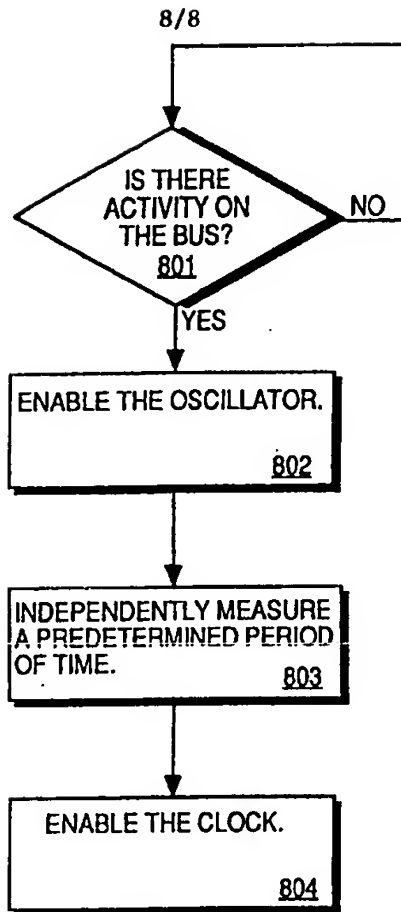 8/8
IS THERE
ACTIVITY ON
THE BUS?
801
NO
YES
ENABLE THE OSCILLATOR.
802
INDEPENDENTLY MEASURE
A PREDETERMINED PERIOD
OF TIME.
803
ENABLE THE CLOCK.
804